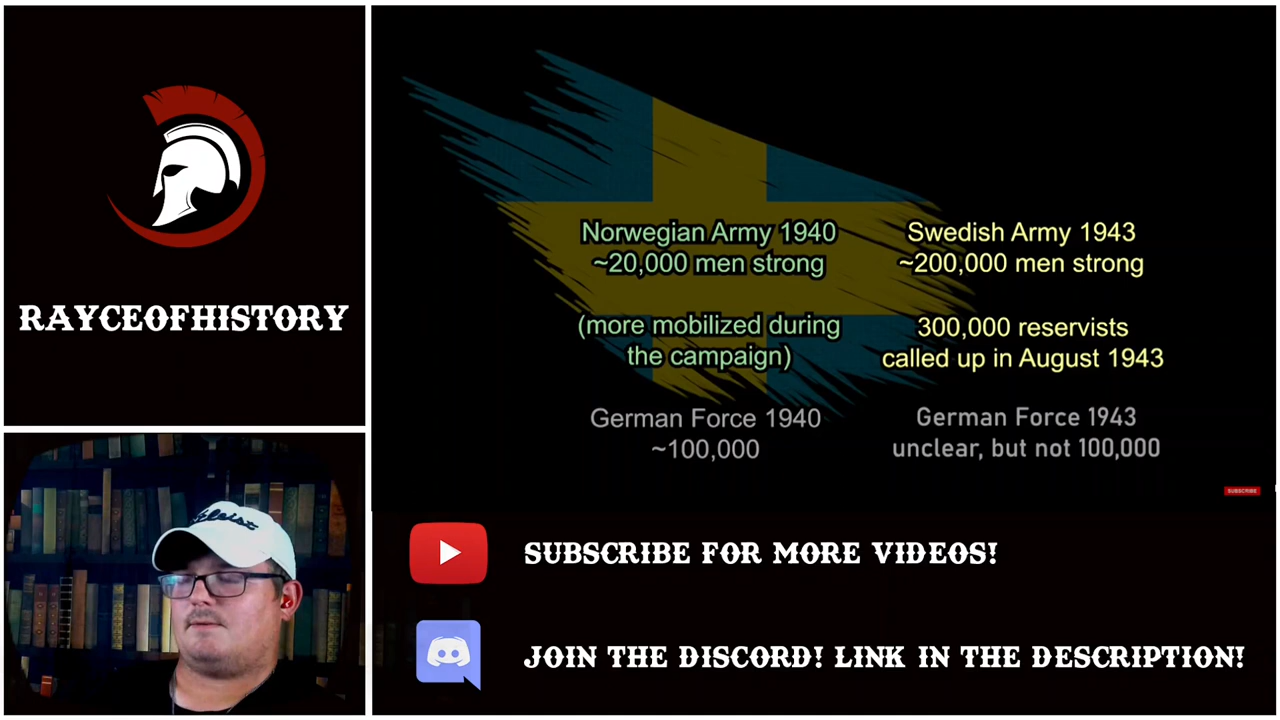 RAYCEOFHISTORY
Norwegian Army 1940
~20,000 men strong
(more mobilized during
the campaign)
German Force 1940
~100,000
Swedish Army 1943
~200,000 men strong
300,000 reservists
called up in August 1943
German Force 1943
unclear, but not 100,000
SUBSCRIBE
Titleist
SUBSCRIBE FOR MORE VIDEOS!
JOIN THE DISCORD! LINK IN THE DESCRIPTION!